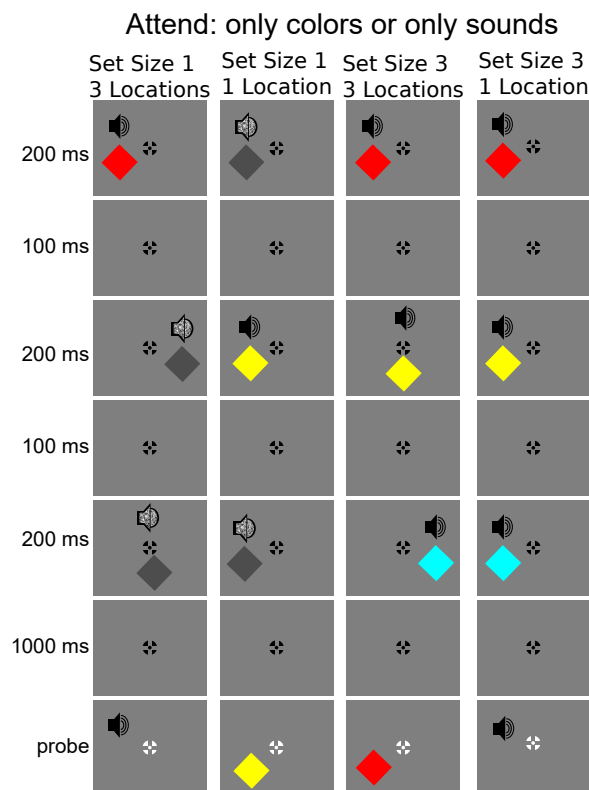 Attend: only colors or only sounds
Set Size 1 Set Size 1 Set Size 3 Set Size 3
3 Locations 1 Location 3 Locations 1 Location
200 ms
100 ms
200 ms
100 ms
200 ms
1000 ms
probe